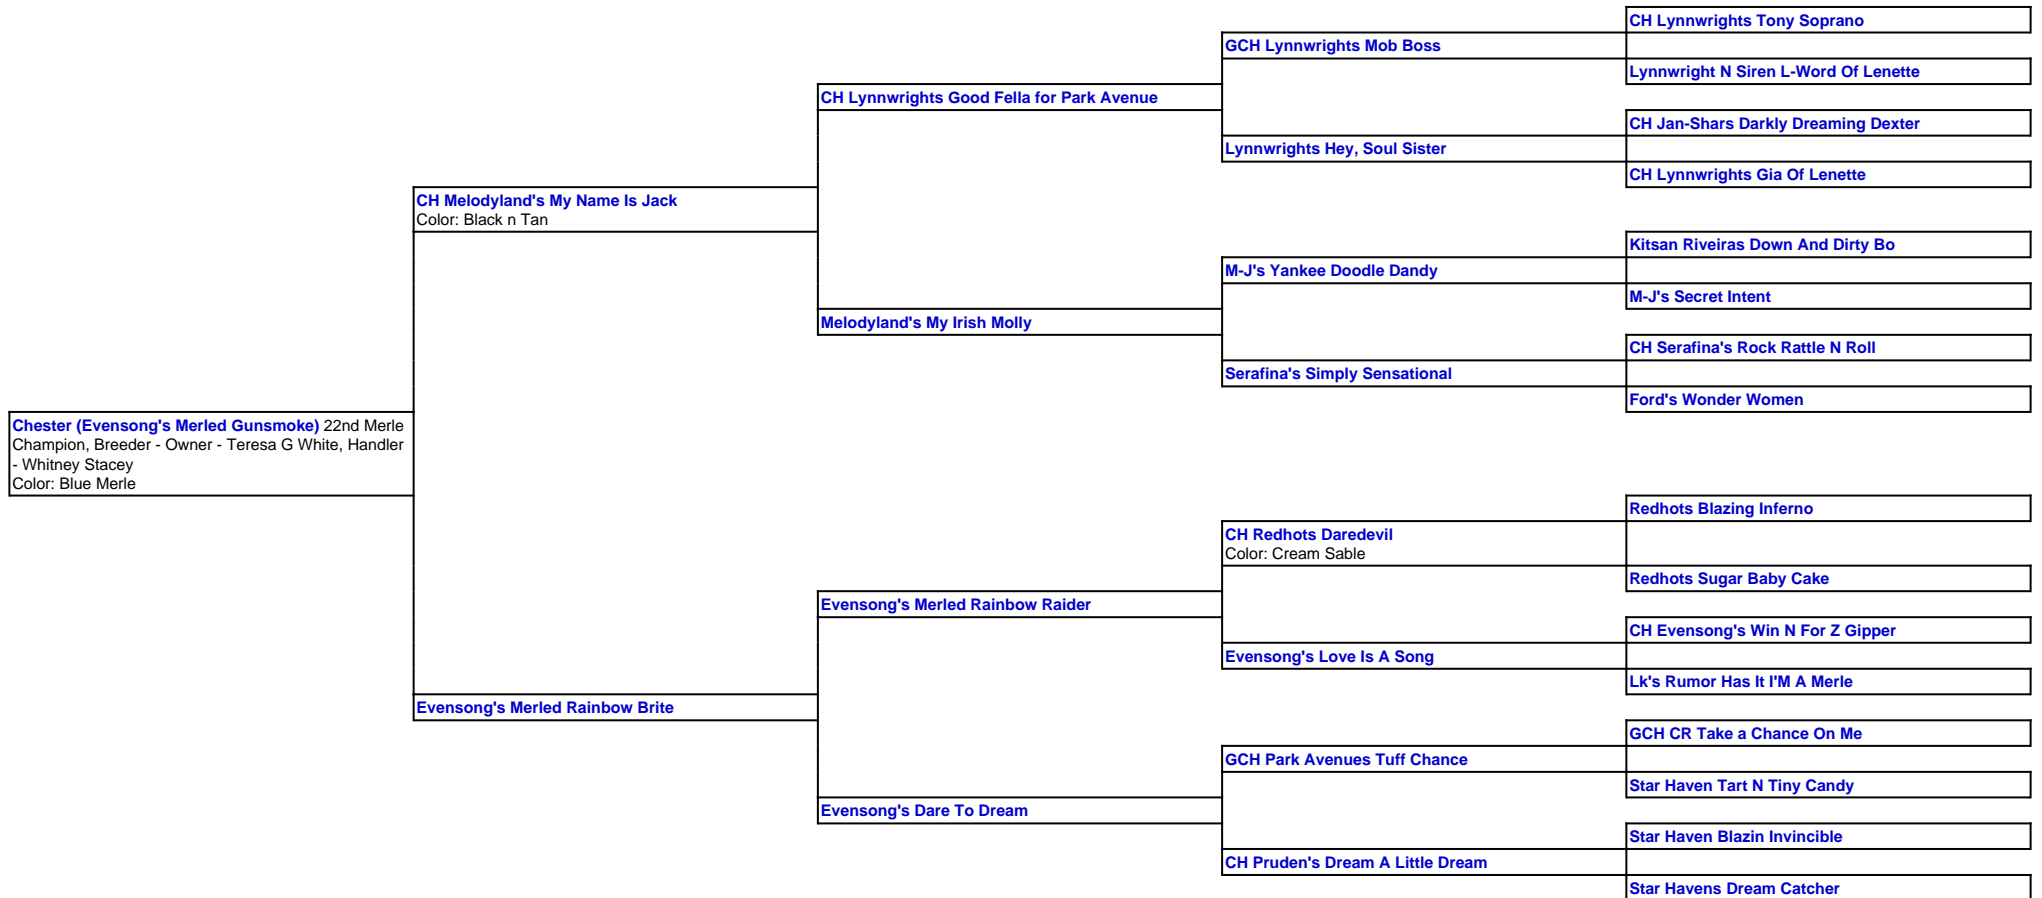 CH Lynnwrights Tony Soprano
GCH Lynnwrights Mob Boss
Lynnwright N Siren L-Word Of Lenette
CH Lynnwrights Good Fella for Park Avenue
CH Jan-Shars Darkly Dreaming Dexter
Lynnwrights Hey, Soul Sister
CH Lynnwrights Gia Of Lenette
CH Melodyland's My Name Is Jack
Color: Black n Tan
Kitsan Riveiras Down And Dirty Bo
M-J's Yankee Doodle Dandy
M-J's Secret Intent
Melodyland's My Irish Molly
CH Serafina's Rock Rattle N Roll
Serafina's Simply Sensational
Ford's Wonder Women
Chester (Evensong's Merled Gunsmoke) 22nd Merle
Champion, Breeder - Owner - Teresa G White, Handler
- Whitney Stacey
Color: Blue Merle
Redhots Blazing Inferno
CH Redhots Daredevil
Color: Cream Sable
Redhots Sugar Baby Cake
Evensong's Merled Rainbow Raider
CH Evensong's Win N For Z Gipper
Evensong's Love Is A Song
Lk's Rumor Has It I'M A Merle
Evensong's Merled Rainbow Brite
GCH CR Take a Chance On Me
GCH Park Avenues Tuff Chance
Star Haven Tart N Tiny Candy
Evensong's Dare To Dream
Star Haven Blazin Invincible
CH Pruden's Dream A Little Dream
Star Havens Dream Catcher